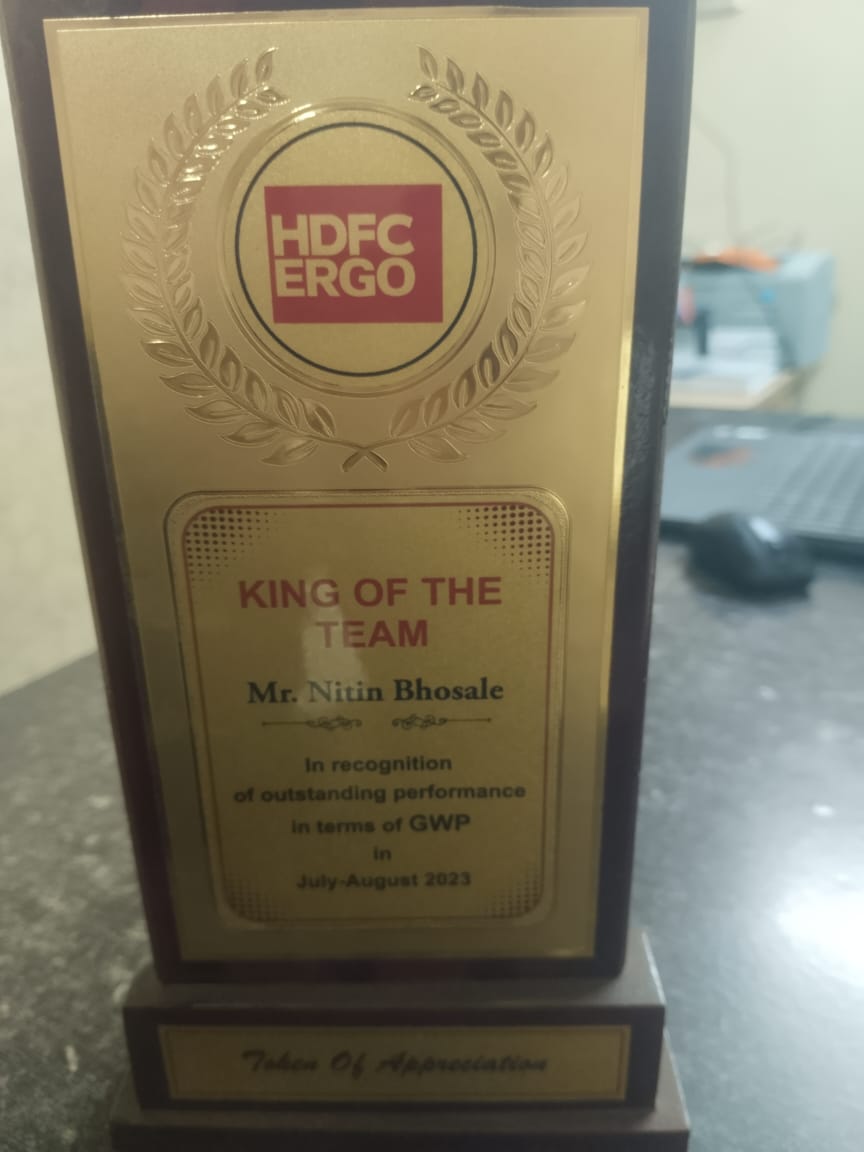 HDFC
ERGO
KING OF THE
TEAM
Mr. Nitin Bhosale
In recognition
of outstanding performance
in terms of GWP
in
July-August 2023
Token Of Appreciation